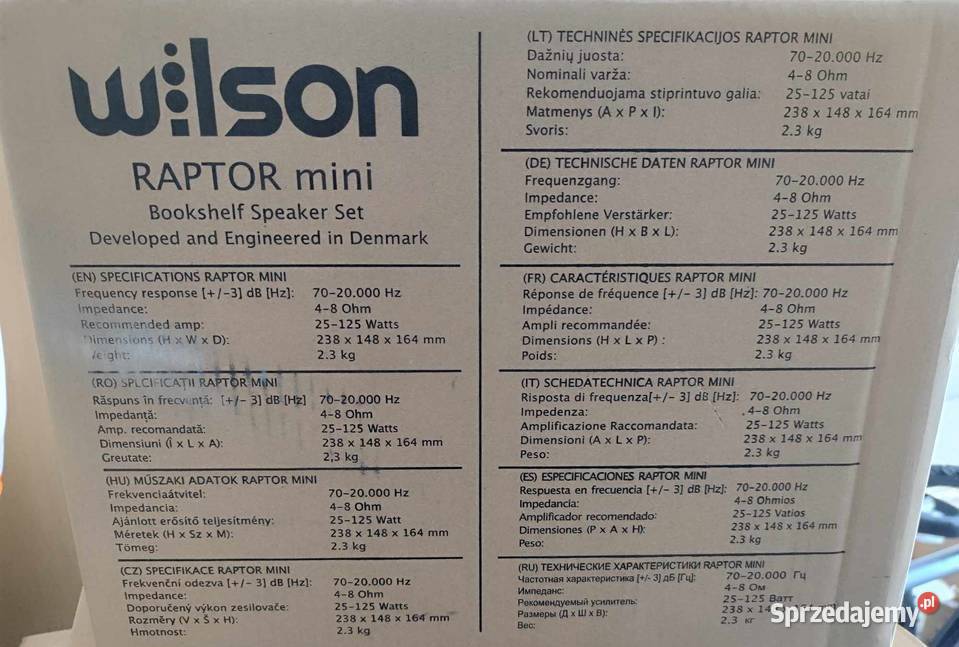 wilson
RAPTOR mini
Bookshelf Speaker Set
Developed and Engineered in Denmark
(EN) SPECIFICATIONS RAPTOR MINI
Frequency response [+/-3] dB [Hz]: 70-20.000 Hz
Impedance: 4-8 Ohm
Recommended amp: 25-125 Watts
Dimensions (H x W x D): 238 x 148 x 164 mm
Weight: 2.3 kg
(RO) SPECIFICAȚII RAPTOR MINI
Răspuns în frecvență: [+/- 3] dB [Hz] 70-20.000 Hz
Impedanță: 4-8 Ohm
Amp. recomandată: 25-125 Watts
Dimensiuni (Î x L x A): 238 x 148 x 164 mm
Greutate: 2,3 kg
(HU) MŰSZAKI ADATOK RAPTOR MINI
Frekvenciaátvitel: 70-20.000 Hz
Impedancia: 4-8 Ohm
Ajánlott erősítő teljesítmény: 25-125 Watt
Méretek (H x Sz x M): 238 x 148 x 164 mm
Tömeg: 2.3 kg
(CZ) SPECIFIKACE RAPTOR MINI
Frekvenční odezva [+/- 3] dB [Hz]: 70-20.000 Hz
Impedance: 4-8 Ohm
Doporučený výkon zesilovače: 25-125 Watts
Rozměry (V x Š x H): 238 x 148 x 164 mm
Hmotnost: 2.3 kg
(LT) TECHNINĖS SPECIFIKACIJOS RAPTOR MINI
Dažnių juosta: 70-20.000 Hz
Nominali varža: 4-8 Ohm
Rekomenduojama stiprintuvo galia: 25-125 vatai
Matmenys (A x P x I): 238 x 148 x 164 mm
Svoris: 2.3 kg
(DE) TECHNISCHE DATEN RAPTOR MINI
Frequenzgang: 70-20.000 Hz
Impedance: 4-8 Ohm
Empfohlene Verstärker: 25-125 Watts
Dimensionen (H x B x L): 238 x 148 x 164 mm
Gewicht: 2.3 kg
(FR) CARACTÉRISTIQUES RAPTOR MINI
Réponse de fréquence [+/- 3] dB [Hz]: 70-20.000 Hz
Impédance: 4-8 Ohm
Ampli recommandée: 25-125 Watts
Dimensions (H x L x P) : 238 x 148 x 164 mm
Poids: 2.3 kg
(IT) SCHEDATECHNICA RAPTOR MINI
Risposta di frequenza[+/- 3] dB [Hz]: 70-20.000 Hz
Impedenza: 4-8 Ohm
Amplificazione Raccomandata: 25-125 Watts
Dimensioni (A x L x P): 238 x 148 x 164 mm
Peso: 2.3 kg
(ES) ESPECIFICACIONES RAPTOR MINI
Respuesta en frecuencia [+/- 3] dB [Hz]: 70-20.000 Hz
Impedancia: 4-8 Ohmios
Amplificador recomendado: 25-125 Vatios
Dimensiones (P x A x H): 238 x 148 x 164 mm
Peso: 2.3 kg
(RU) ТЕХНИЧЕСКИЕ ХАРАКТЕРИСТИКИ RAPTOR MINI
Частотная характеристика [+/- 3] дБ [Гц]: 70-20.000 Гц
Импеданс: 4-8 Ом
Рекомендуемый усилитель: 25-125 Ватт
Размеры (Д x Ш x В): 238 x
Вес: 2.3 кг
Sprzedajemy.pl